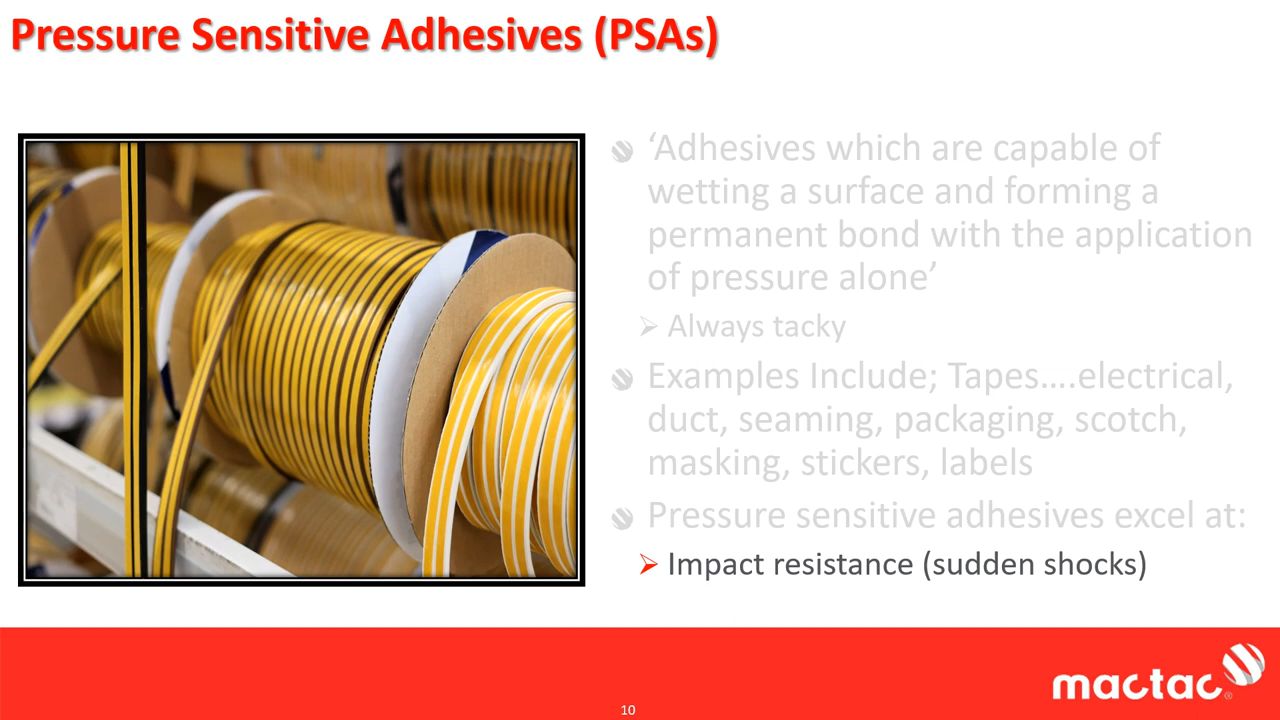 Pressure Sensitive Adhesives (PSAs)
‘Adhesives which are capable of
wetting a surface and forming a
permanent bond with the application
of pressure alone’
Always tacky
Examples Include; Tapes….electrical,
duct, seaming, packaging, scotch,
masking, stickers, labels
Pressure sensitive adhesives excel at:
Impact resistance (sudden shocks)
mactac®
10